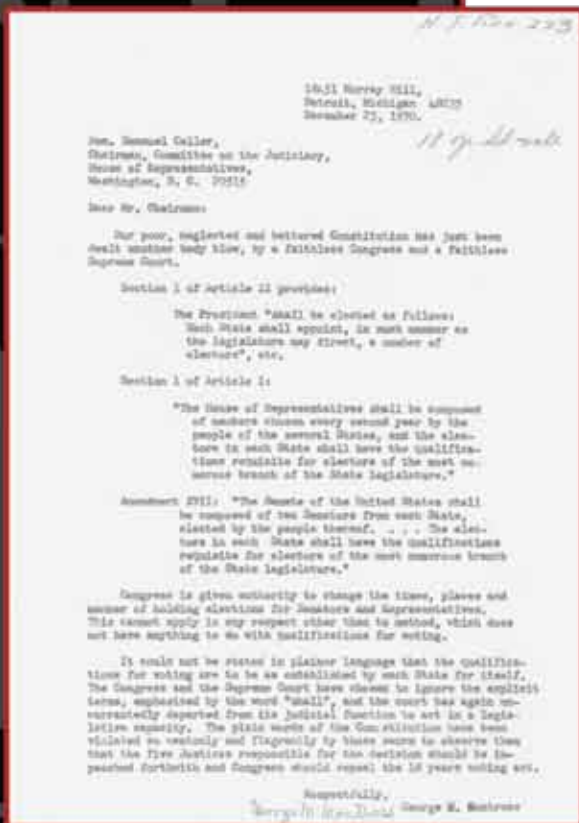 18431 Murray Hill,
Detroit, Michigan 48235
December 23, 1970.
18 yr old vote
Chairman, Committee on the Judiciary,
House of Representatives,
Washington, D. C. 20515
Dear Mr. Chairman:
Our poor, neglected and battered Constitution has just been
dealt another body blow, by a faithless Congress and a faithless
Supreme Court.
Section 1 of Article II provides:
The President "shall be elected as follows:
Each State shall appoint, in such manner as
the legislature may direct, a number of
electors", etc.
Section 1 of Article I:
"The House of Representatives shall be composed
of members chosen every second year by the
people of the several States, and the elec-
tors in each State shall have the qualifica-
tions requisite for electors of the most nu-
merous branch of the State legislature."
Amendment XVII: "The Senate of the United States shall
be composed of two Senators from each State,
elected by the people thereof. . . . The elec-
tors in each State shall have the qualifications
requisite for electors of the most numerous branch
of the State legislature."
Congress is given authority to change the times, places and
manner of holding elections for Senators and Representatives.
This cannot apply in any respect other than to method, which does
not have anything to do with qualifications for voting.
It could not be stated in plainer language that the qualifica-
tions for voting are to be as established by each State for itself.
The Congress and the Supreme Court have chosen to ignore the explicit
terms, emphasized by the word "shall", and the court has again un-
warrantedly departed from its judicial function to act in a legis-
lative capacity. The plain words of the Constitution have been
violated so wantonly and flagrantly by those sworn to observe them
that the five Justices responsible for the decision should be im-
peached forthwith and Congress should repeal the 18 years voting act.
Respectfully,
George M.